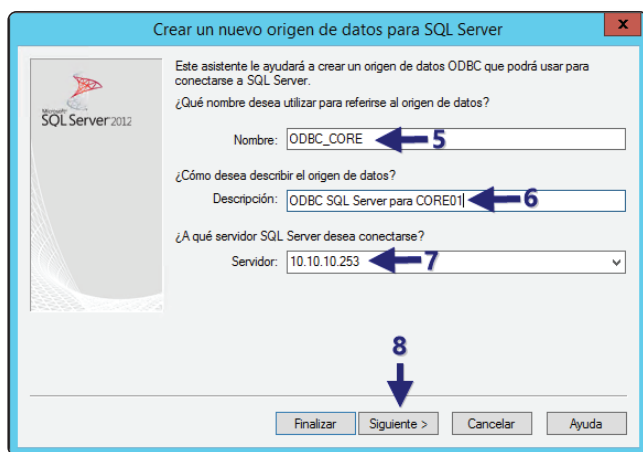 Crear un nuevo origen de datos para SQL Server
x
Este asistente le ayudará a crear un origen de datos ODBC que podrá usar para
conectarse a SQL Server.
¿Qué nombre desea utilizar para referirse al origen de datos?
Microsoft
SQL Server 2012
Nombre: ODBC_CORE 5
¿Cómo desea describir el origen de datos?
Descripción: ODBC SQL Server para CORE01 6
¿A qué servidor SQL Server desea conectarse?
Servidor: 10.10.10.253 7
8
Finalizar Siguiente > Cancelar Ayuda